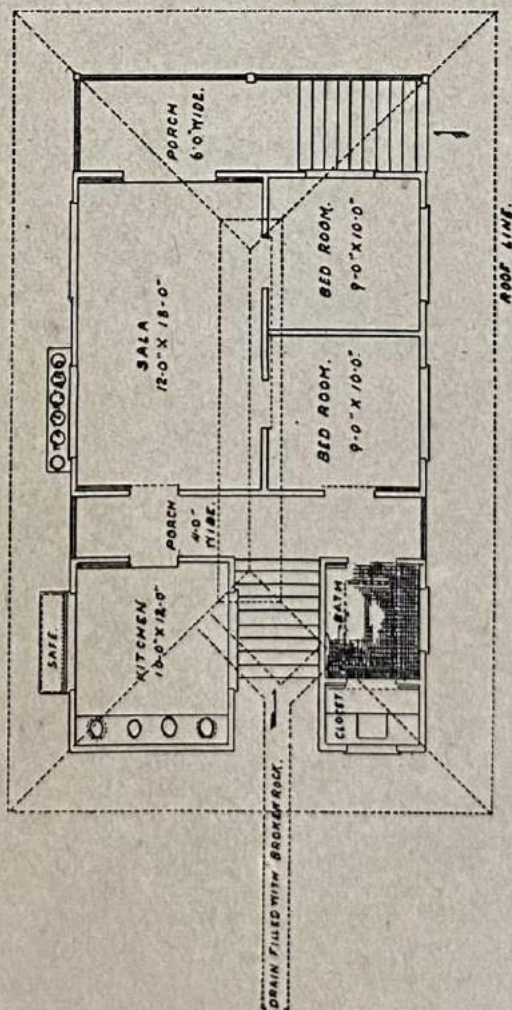 PORCH
6'0" WIDE.
SALA
12'-0" X 18'-0"
BED ROOM.
9'-0" X 10'-0"
BED ROOM.
9'-0" X 10'-0"
ROOF LINE.
PORCH
4'-0"
WIDE.
SAFE
KITCHEN
10'-0" X 12'-0"
BATH
CLOSET
DRAIN FILLED WITH BROKEN ROCK.